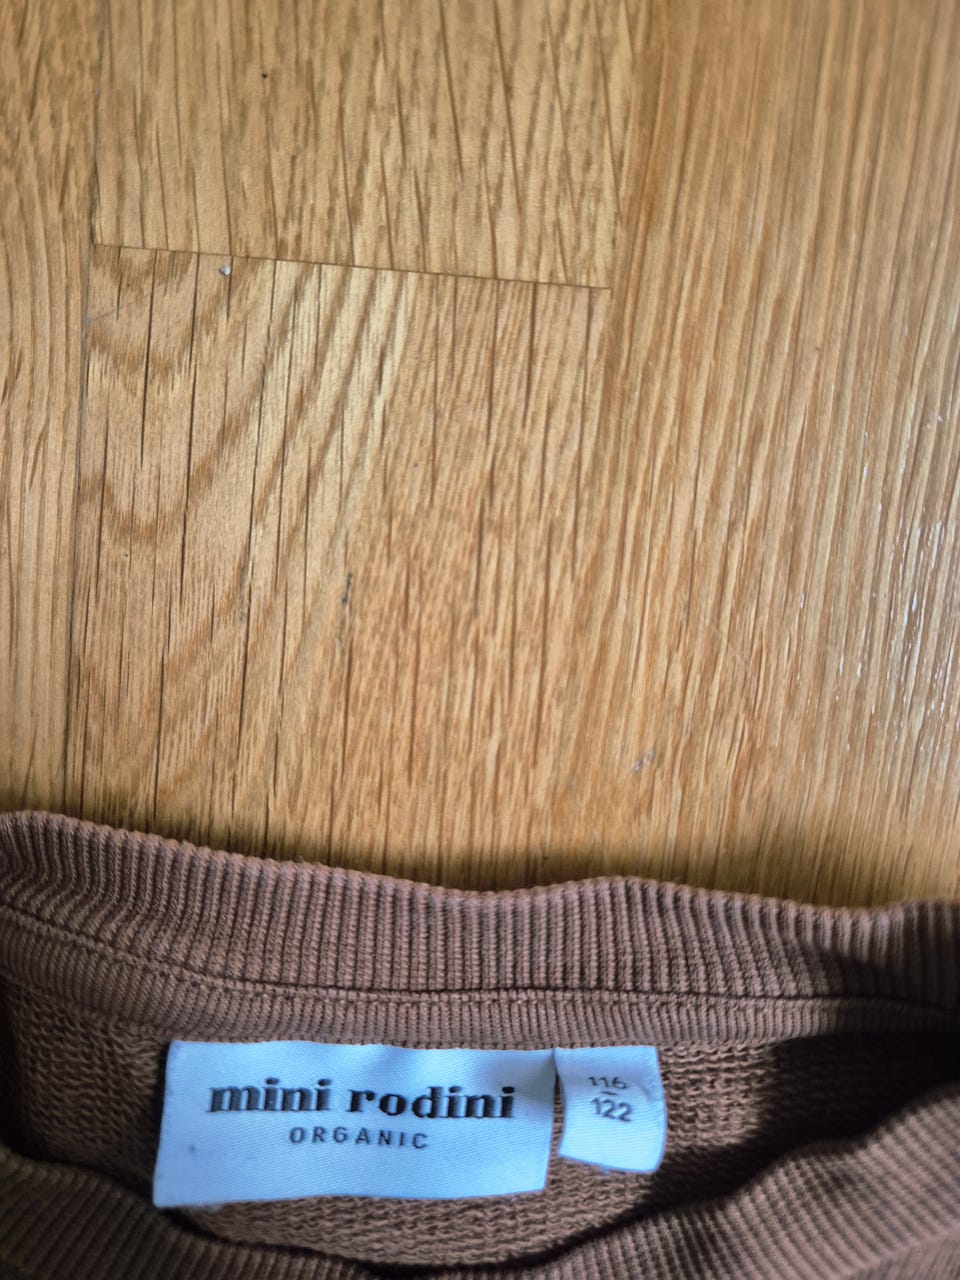 mini rodini
ORGANIC
116
122